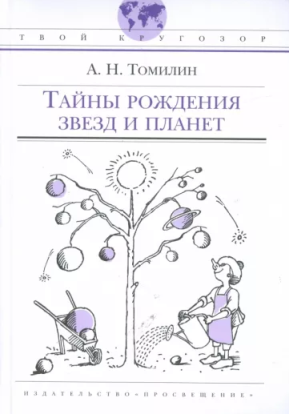 ТВОЙ КРУГОЗОР
А. Н. Томилин
Тайны рождения
звезд и планет
ИЗДАТЕЛЬСТВО «ПРОСВЕЩЕНИЕ»